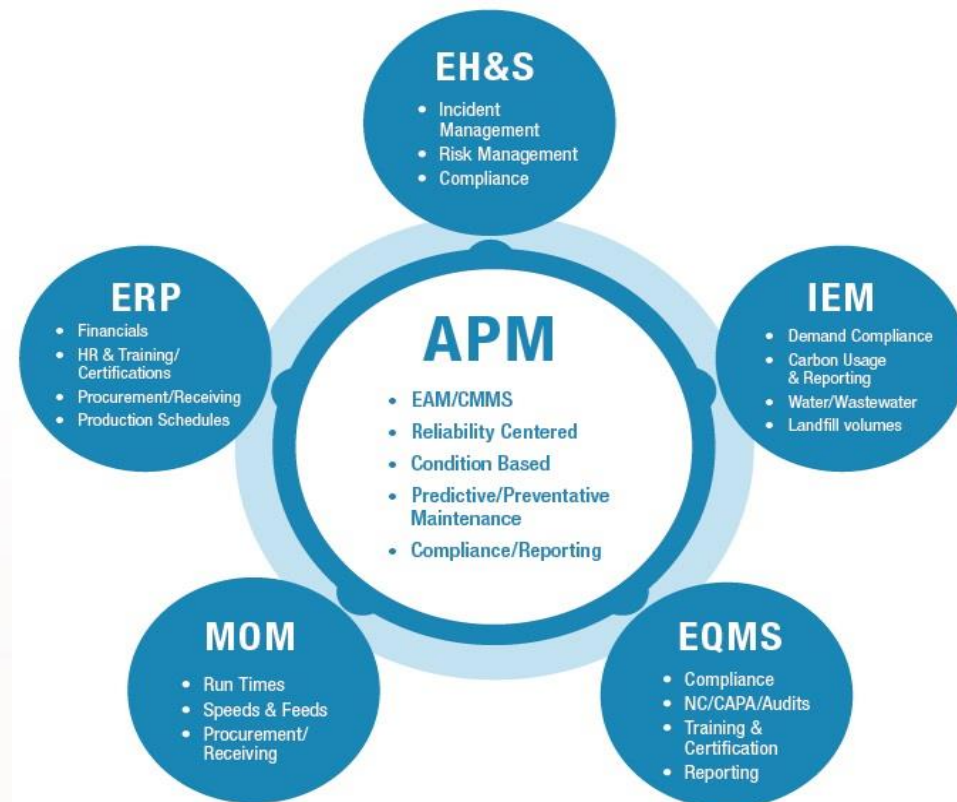 EH&S
• Incident
Management
• Risk Management
• Compliance
ERP
• Financials
• HR & Training/
Certifications
• Procurement/Receiving
• Production Schedules
APM
• EAM/CMMS
• Reliability Centered
• Condition Based
• Predictive/Preventative
Maintenance
• Compliance/Reporting
IEM
• Demand Compliance
• Carbon Usage
& Reporting
• Water/Wastewater
• Landfill volumes
MOM
• Run Times
• Speeds & Feeds
• Procurement/
Receiving
EQMS
• Compliance
• NC/CAPA/Audits
• Training &
Certification
• Reporting